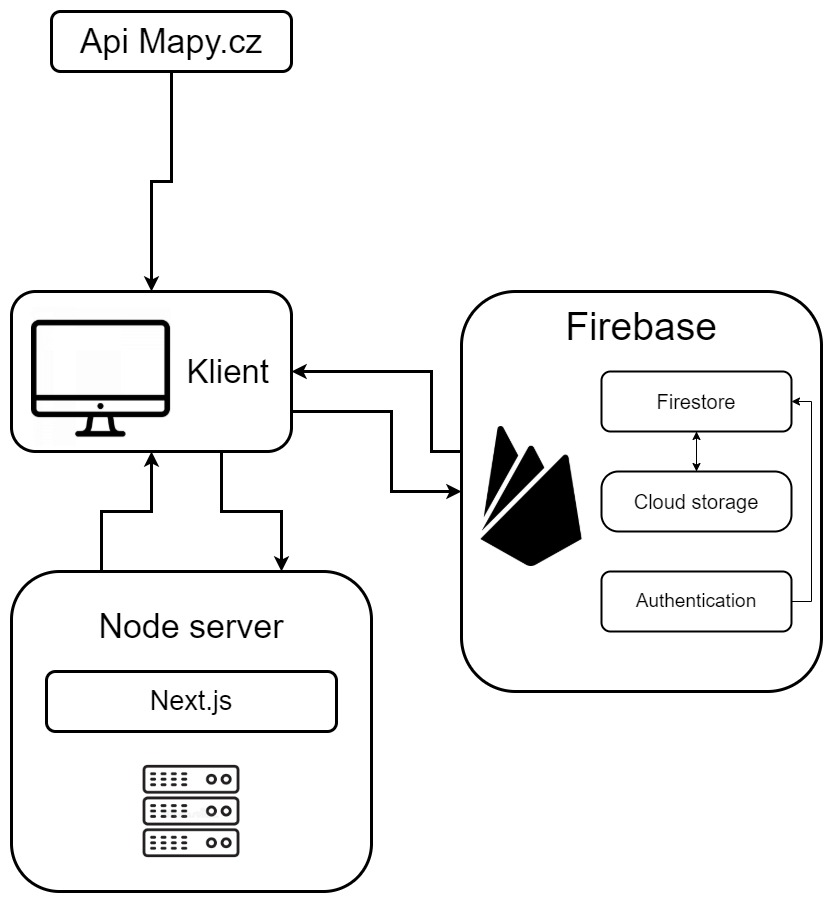 Api Mapy.cz
Klient
Firebase
Firestore
Cloud storage
Authentication
Node server
Next.js